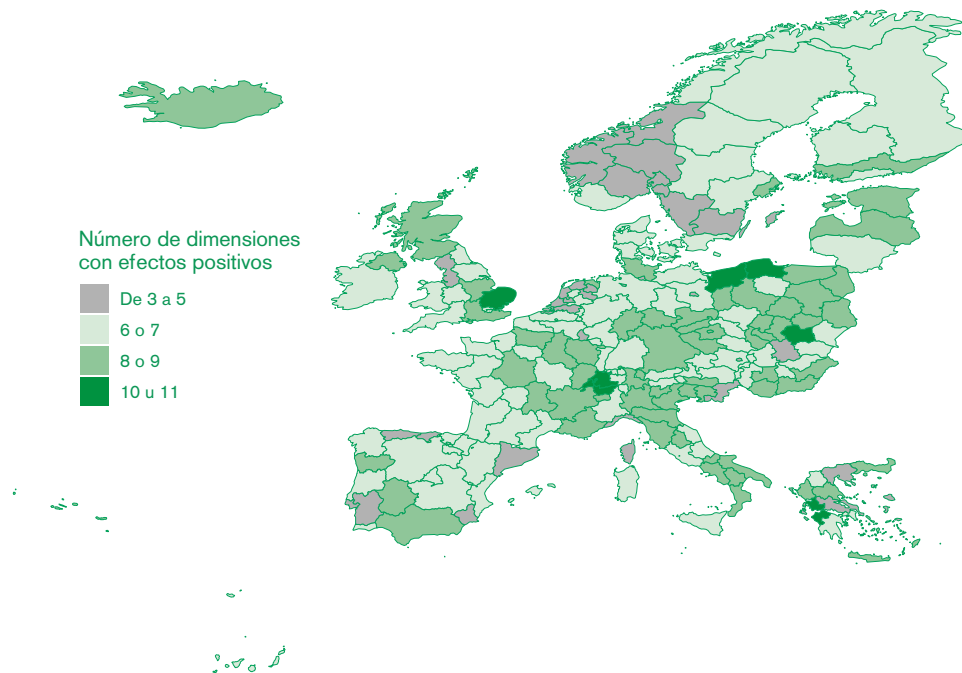 Número de dimensiones
con efectos positivos
De 3 a 5
6 o 7
8 o 9
10 u 11